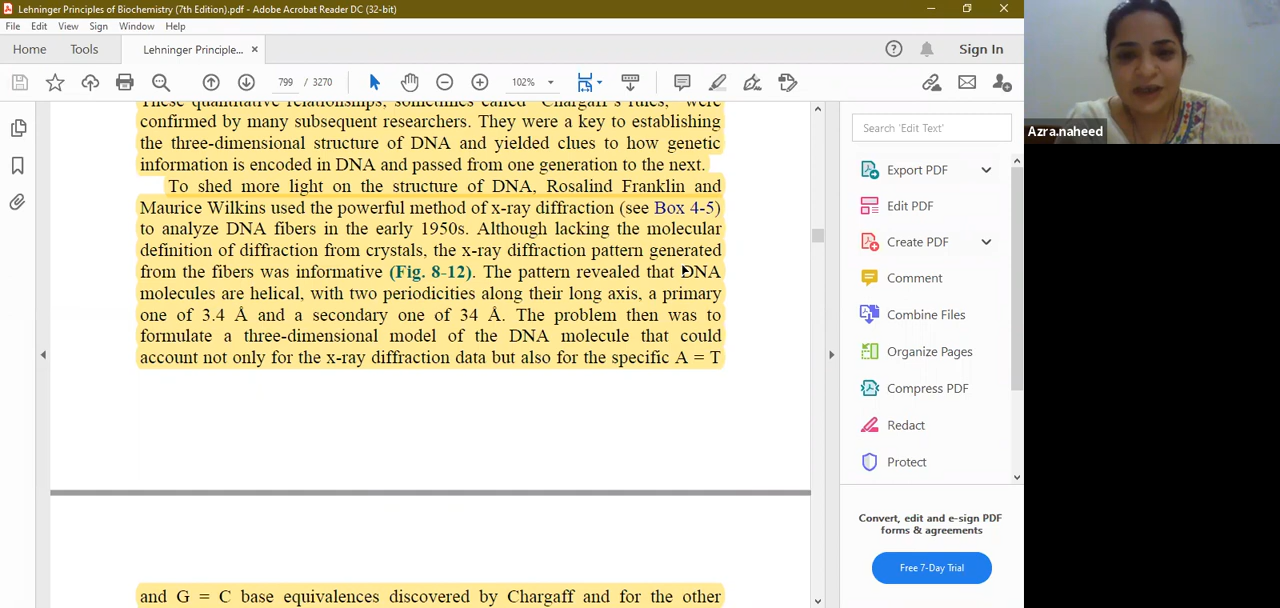 Lehninger Principles of Biochemistry (7th Edition).pdf - Adobe Acrobat Reader DC (32-bit)
File Edit View Sign Window Help
Home Tools Lehninger Principle... × Sign In
799 / 3270 102%
These quantitative relationships, sometimes called "Chargaff's rules," were
confirmed by many subsequent researchers. They were a key to establishing
the three-dimensional structure of DNA and yielded clues to how genetic
information is encoded in DNA and passed from one generation to the next.
To shed more light on the structure of DNA, Rosalind Franklin and
Maurice Wilkins used the powerful method of x-ray diffraction (see Box 4-5)
to analyze DNA fibers in the early 1950s. Although lacking the molecular
definition of diffraction from crystals, the x-ray diffraction pattern generated
from the fibers was informative (Fig. 8-12). The pattern revealed that DNA
molecules are helical, with two periodicities along their long axis, a primary
one of 3.4 Å and a secondary one of 34 Å. The problem then was to
formulate a three-dimensional model of the DNA molecule that could
account not only for the x-ray diffraction data but also for the specific A = T
and G = C base equivalences discovered by Chargaff and for the other
Search 'Edit Text'
Export PDF
Edit PDF
Create PDF
Comment
Combine Files
Organize Pages
Compress PDF
Redact
Protect
Convert, edit and e-sign PDF
forms & agreements
Free 7-Day Trial
Azra.naheed